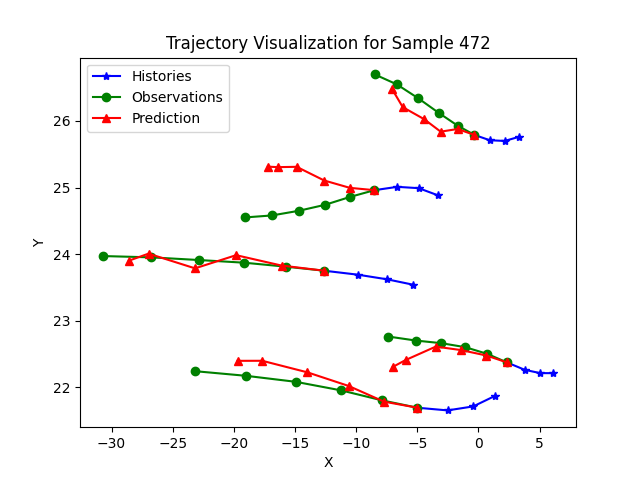 Trajectory Visualization for Sample 472
Histories
Observations
Prediction
26
25
24
23
22
Y
−30
−25
−20
−15
−10
−5
0
5
X